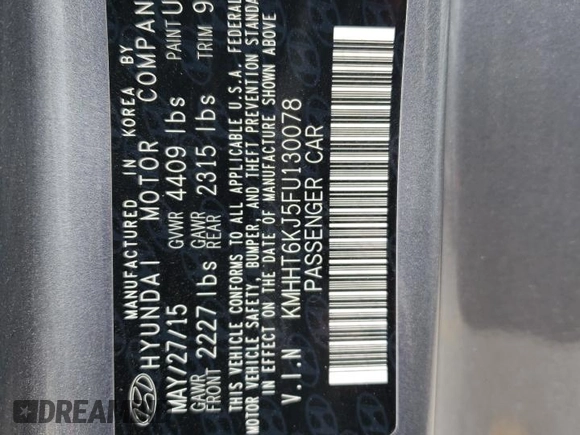 MANUFACTURED IN KOREA BY
HYUNDAI MOTOR COMPAN
MAY/27/15 GVWR 4409 lbs PAINT U
GAWR FRONT 2227 lbs GAWR REAR 2315 lbs TRIM 9
THIS VEHICLE CONFORMS TO ALL APPLICABLE U.S.A. FEDERAL
MOTOR VEHICLE SAFETY, BUMPER, AND THEFT PREVENTION STANDA
IN EFFECT ON THE DATE OF MANUFACTURE SHOWN ABOVE
V.I.N KMHHT6KJ5FU130078
PASSENGER CAR